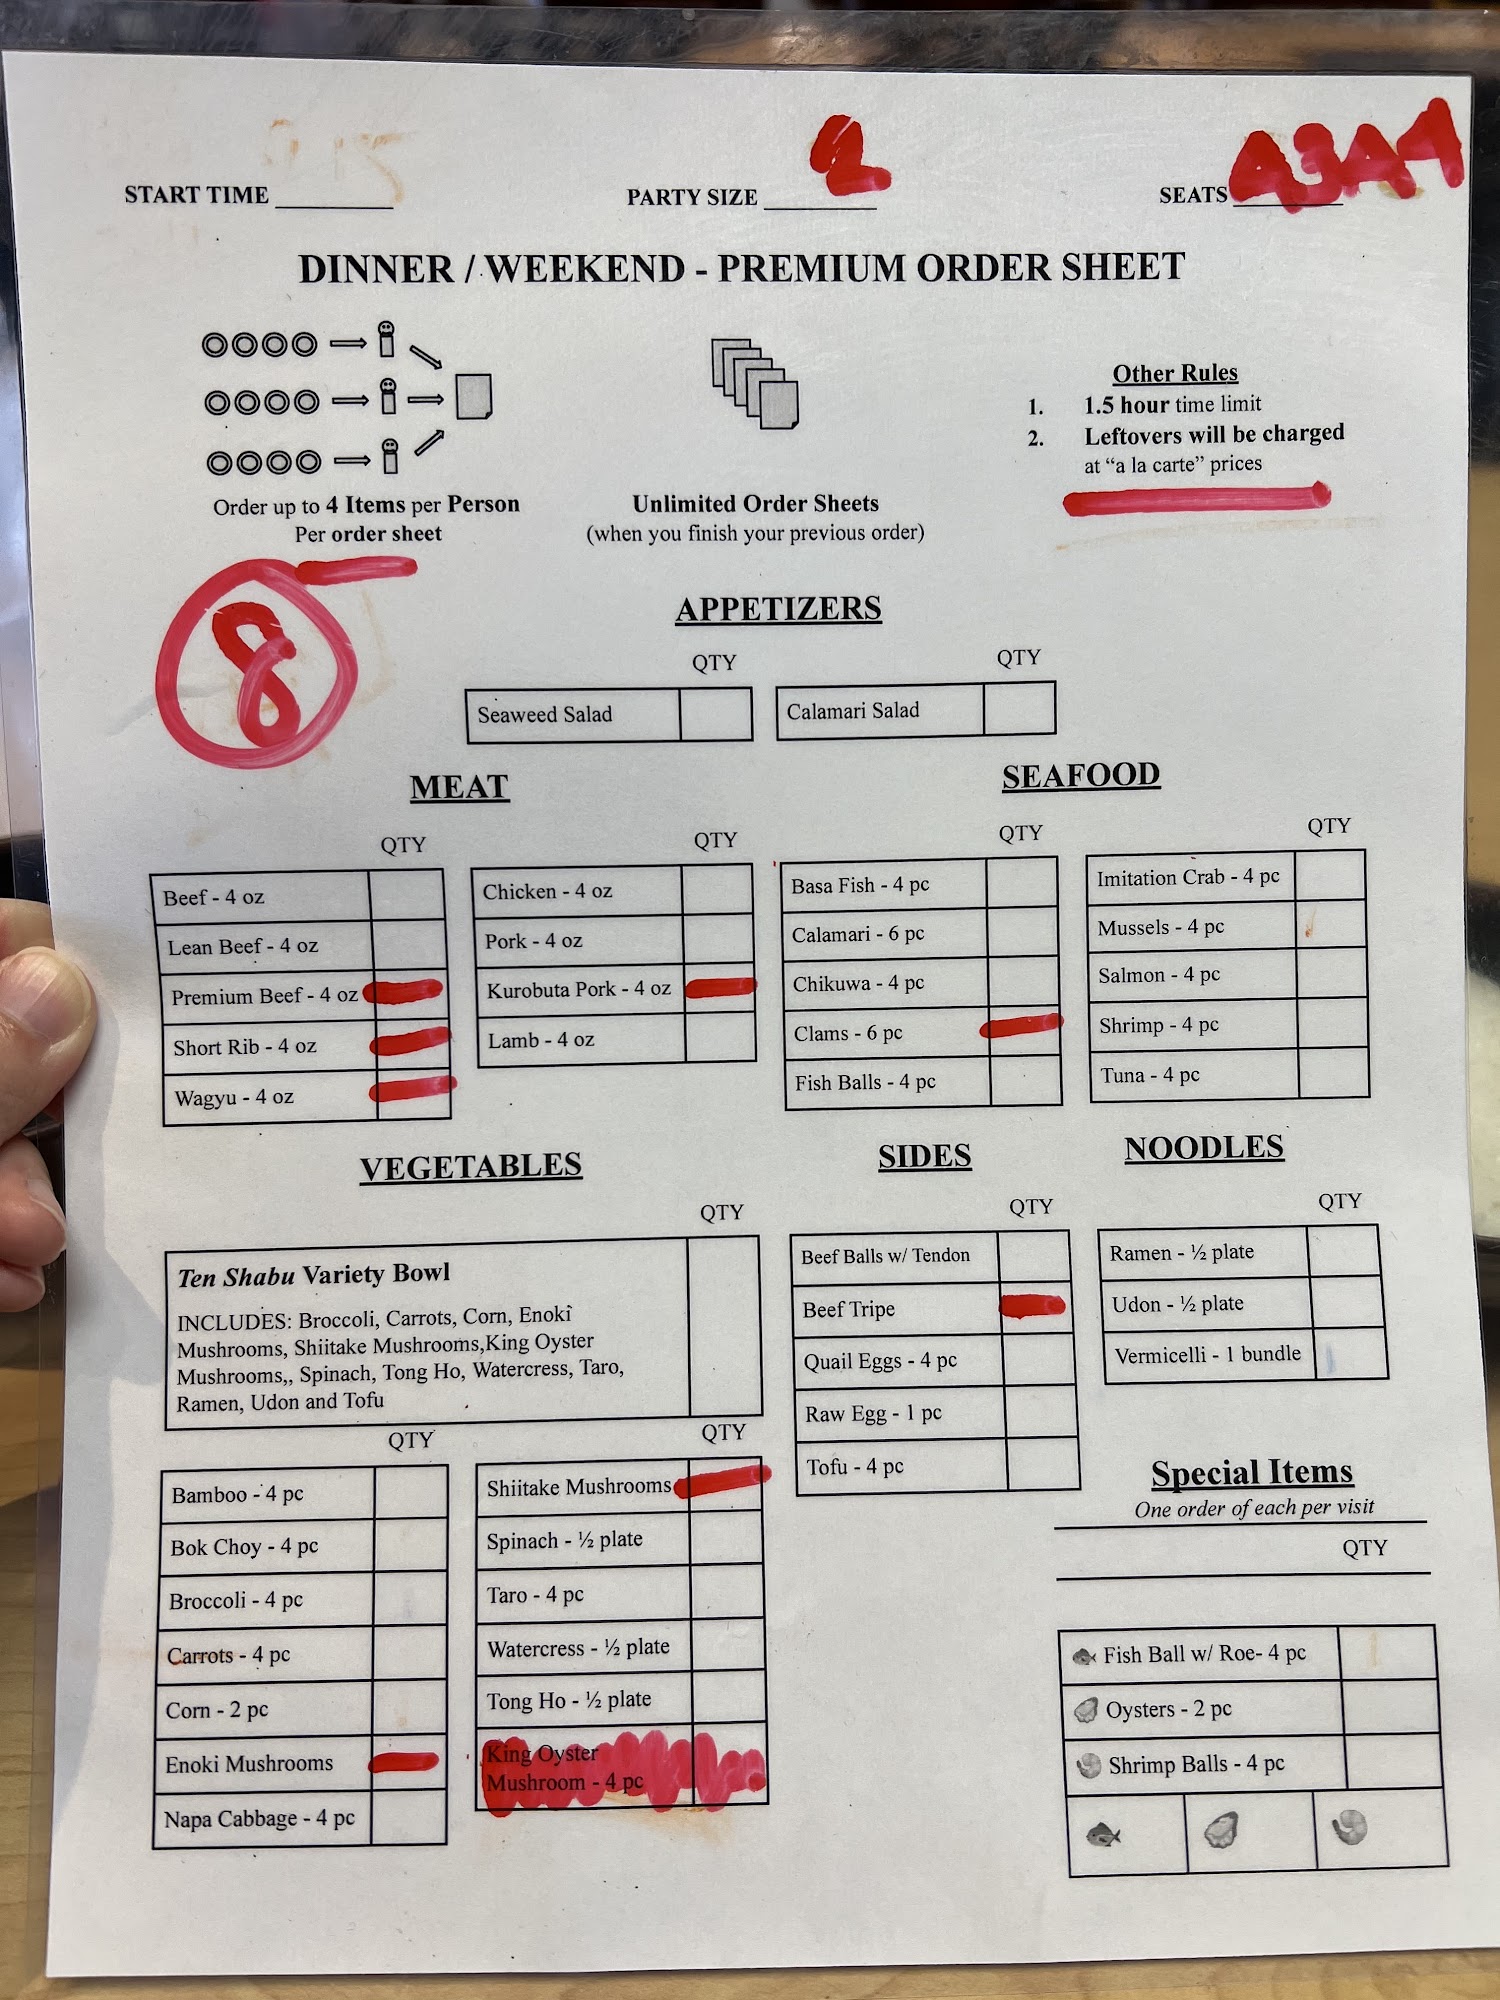 START TIME ________ PARTY SIZE ________ 2 SEATS ________
DINNER / WEEKEND - PREMIUM ORDER SHEET
Order up to 4 Items per Person
Per order sheet
Unlimited Order Sheets
(when you finish your previous order)
Other Rules
1. 1.5 hour time limit
2. Leftovers will be charged
at “a la carte” prices
8
APPETIZERS
QTY QTY
Seaweed Salad
Calamari Salad
MEAT
QTY QTY
Beef - 4 oz
Lean Beef - 4 oz
Premium Beef - 4 oz
Short Rib - 4 oz
Wagyu - 4 oz
Chicken - 4 oz
Pork - 4 oz
Kurobuta Pork - 4 oz
Lamb - 4 oz
SEAFOOD
QTY QTY
Basa Fish - 4 pc
Calamari - 6 pc
Chikuwa - 4 pc
Clams - 6 pc
Fish Balls - 4 pc
Imitation Crab - 4 pc
Mussels - 4 pc
Salmon - 4 pc
Shrimp - 4 pc
Tuna - 4 pc
VEGETABLES
QTY
Ten Shabu Variety Bowl
INCLUDES: Broccoli, Carrots, Corn, Enoki
Mushrooms, Shiitake Mushrooms,King Oyster
Mushrooms,, Spinach, Tong Ho, Watercress, Taro,
Ramen, Udon and Tofu
QTY QTY
Bamboo - 4 pc
Bok Choy - 4 pc
Broccoli - 4 pc
Carrots - 4 pc
Corn - 2 pc
Enoki Mushrooms
Napa Cabbage - 4 pc
Shiitake Mushrooms
Spinach - ½ plate
Taro - 4 pc
Watercress - ½ plate
Tong Ho - ½ plate
King Oyster
Mushroom - 4 pc
SIDES
QTY
Beef Balls w/ Tendon
Beef Tripe
Quail Eggs - 4 pc
Raw Egg - 1 pc
Tofu - 4 pc
NOODLES
QTY
Ramen - ½ plate
Udon - ½ plate
Vermicelli - 1 bundle
Special Items
One order of each per visit
QTY
Fish Ball w/ Roe- 4 pc
Oysters - 2 pc
Shrimp Balls - 4 pc